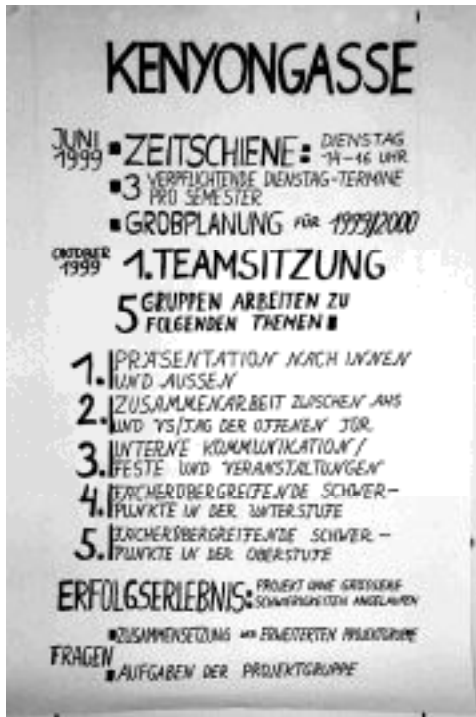 KENYONGASSE
JUNI 1999
ZEITSCHIENE: DIENSTAG 14-16 UHR
3 VERPFLICHTENDE DIENSTAG-TERMINE PRO SEMESTER
GROBPLANUNG FÜR 1999/2000
OKTOBER 1999
1. TEAMSITZUNG
5 GRUPPEN ARBEITEN ZU
FOLGENDEN THEMEN
1. PRÄSENTATION NACH INNEN
UND AUSSEN
2. ZUSAMMENARBEIT ZWISCHEN AHS
UND VS/TAG DER OFFENEN TÜR
3. INTERNE KOMMUNIKATION/
FESTE UND VERANSTALTUNGEN
4. FÄCHERÜBERGREIFENDE SCHWER-
PUNKTE IN DER UNTERSTUFE
5. FÄCHERÜBERGREIFENDE SCHWER-
PUNKTE IN DER OBERSTUFE
ERFOLGSERLEBNIS: PROJEKT OHNE GRÖSSERE
SCHWIERIGKEITEN ANGELAUFEN
FRAGEN
ZUSAMMENSETZUNG DER ERWEITERTEN PROJEKTGRUPPE
AUFGABEN DER PROJEKTGRUPPE